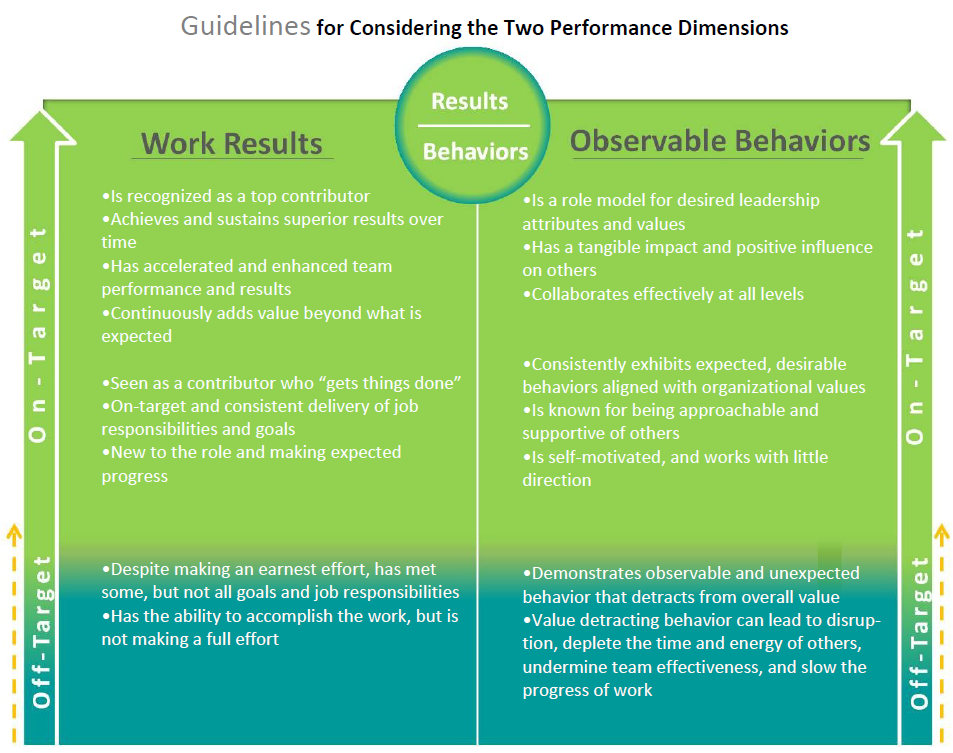 Guidelines for Considering the Two Performance Dimensions
Results
Behaviors
On-Target
Off-Target
Work Results
•Is recognized as a top contributor
•Achieves and sustains superior results over
time
•Has accelerated and enhanced team
performance and results
•Continuously adds value beyond what is
expected
•Seen as a contributor who “gets things done”
•On-target and consistent delivery of job
responsibilities and goals
•New to the role and making expected
progress
•Despite making an earnest effort, has met
some, but not all goals and job responsibilities
•Has the ability to accomplish the work, but is
not making a full effort
Observable Behaviors
•Is a role model for desired leadership
attributes and values
•Has a tangible impact and positive influence
on others
•Collaborates effectively at all levels
•Consistently exhibits expected, desirable
behaviors aligned with organizational values
•Is known for being approachable and
supportive of others
•Is self-motivated, and works with little
direction
•Demonstrates observable and unexpected
behavior that detracts from overall value
•Value detracting behavior can lead to disrup-
tion, deplete the time and energy of others,
undermine team effectiveness, and slow the
progress of work
On-Target
Off-Target